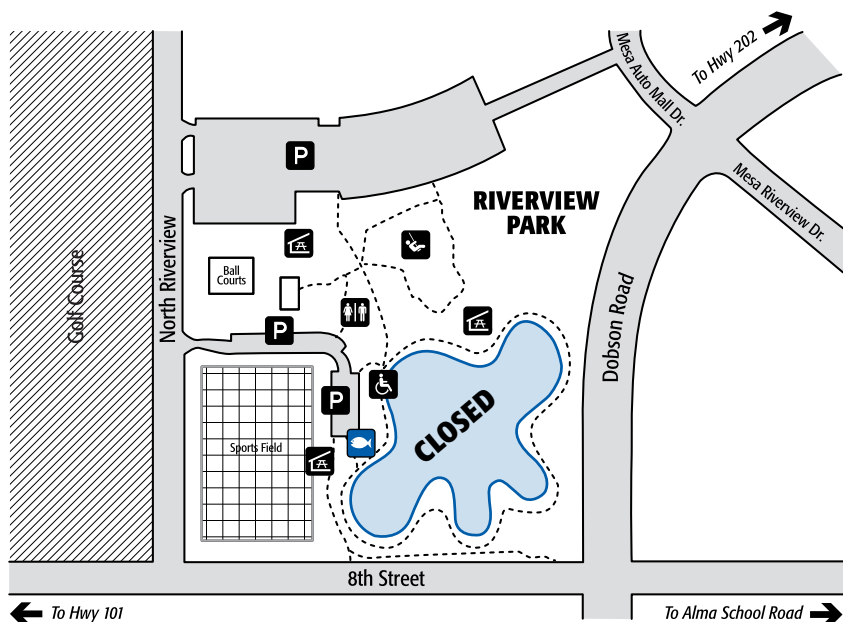 To Hwy 202
Mesa Auto Mall Dr.
P
RIVERVIEW
PARK
Mesa Riverview Dr.
North Riverview
Golf Course
Ball
Courts
P
Dobson Road
P
CLOSED
Sports Field
8th Street
To Hwy 101
To Alma School Road